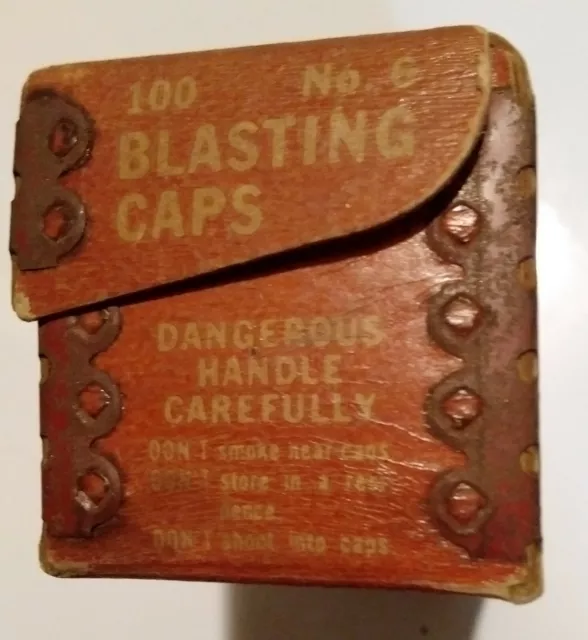 100 No. 6
BLASTING
CAPS
DANGEROUS
HANDLE
CAREFULLY
DON'T smoke near caps.
DON'T store in a resi-
dence.
DON'T shoot into caps.